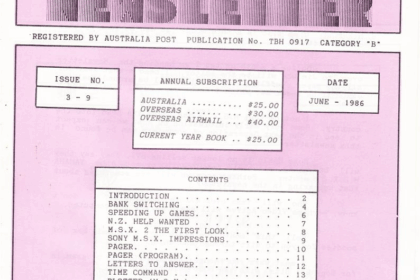 NEWSLETTER
REGISTERED BY AUSTRALIA POST PUBLICATION No. TBH 0917 CATEGORY "B"
ISSUE NO.
3 - 9
ANNUAL SUBSCRIPTION
AUSTRALIA .......... $25.00
OVERSEAS ........... $30.00
OVERSEAS AIRMAIL ... $40.00
CURRENT YEAR BOOK .. $25.00
DATE
JUNE - 1986
CONTENTS
INTRODUCTION . . . . . . . . . . . . 2
BANK SWITCHING . . . . . . . . . . . 4
SPEEDING UP GAMES. . . . . . . . . . 6
N.Z. HELP WANTED . . . . . . . . . . 7
M.S.X. 2 THE FIRST LOOK. . . . . . . 8
SONY M.S.X. IMPRESSIONS. . . . . . . 9
PAGER. . . . . . . . . . . . . . . . 10
PAGER (PROGRAM). . . . . . . . . . . 11
LETTERS TO ANSWER. . . . . . . . . . 12
TIME COMMAND . . . . . . . . . . . . 13